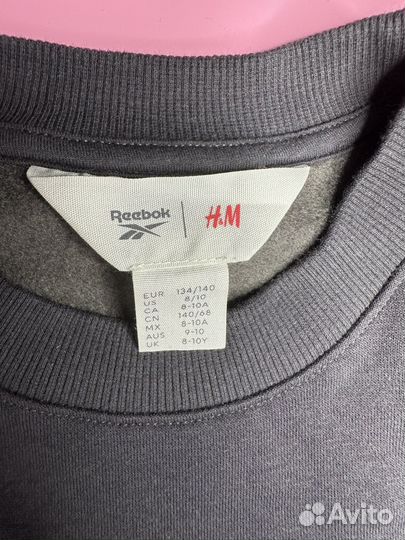 Reebok | H&M
EUR 134/140
US 8/10
CA 8-10A
CN 140/68
MX 8-10A
AUS 9-10
UK 8-10Y
Avito